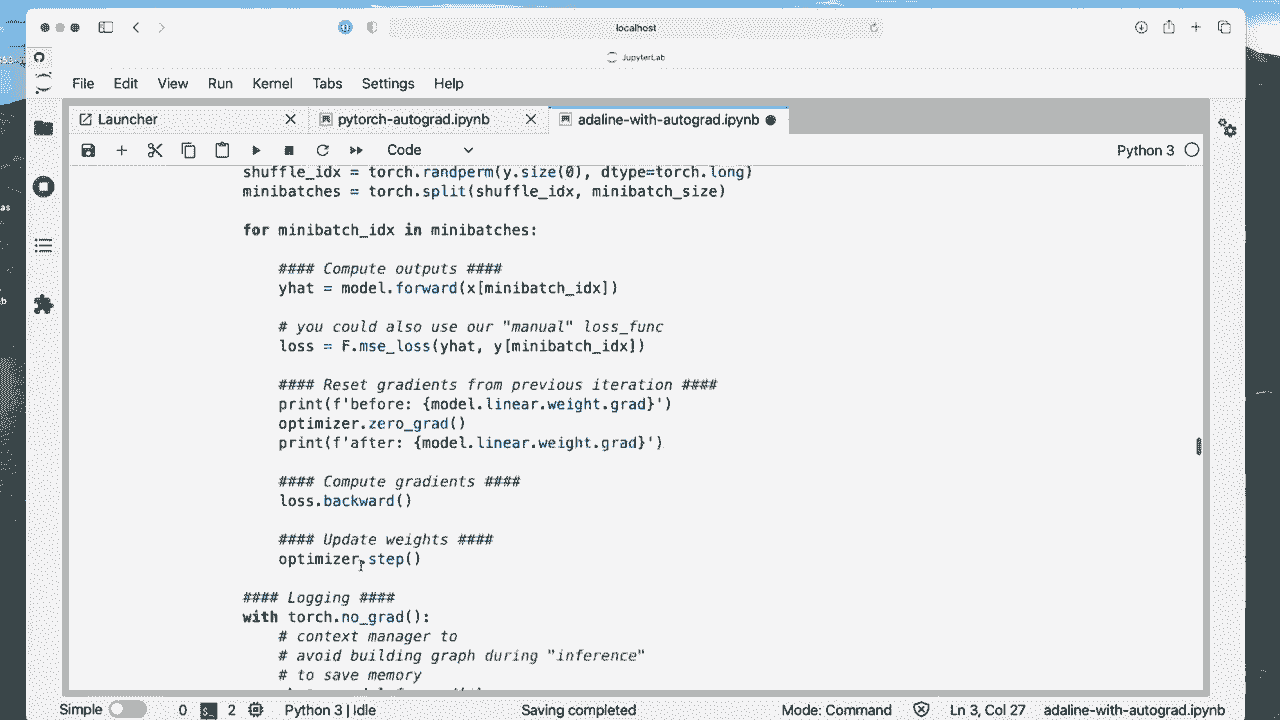 localhost
JupyterLab
File Edit View Run Kernel Tabs Settings Help
Launcher pytorch-autograd.ipynb adaline-with-autograd.ipynb
Code Python 3
shuffle_idx = torch.randperm(y.size(0), dtype=torch.long)
minibatches = torch.split(shuffle_idx, minibatch_size)
for minibatch_idx in minibatches:
#### Compute outputs ####
yhat = model.forward(x[minibatch_idx])
# you could also use our "manual" loss_func
loss = F.mse_loss(yhat, y[minibatch_idx])
#### Reset gradients from previous iteration ####
print(f'before: {model.linear.weight.grad}')
optimizer.zero_grad()
print(f'after: {model.linear.weight.grad}')
#### Compute gradients ####
loss.backward()
#### Update weights ####
optimizer.step()
#### Logging ####
with torch.no_grad():
# context manager to
# avoid building graph during "inference"
# to save memory
Simple 0 2 Python 3 | Idle Saving completed Mode: Command Ln 3, Col 27 adaline-with-autograd.ipynb